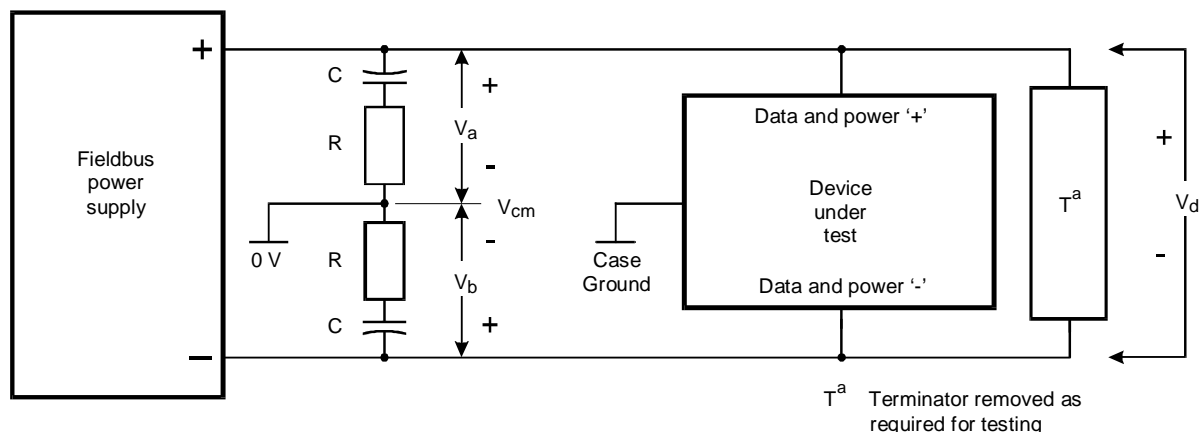 +
C
+
Data and power ‘+’
R
Va
+
Fieldbus
power
supply
-
Device
under
test
Ta
Vd
Vcm
-
-
0 V
R
Case
Ground
Vb
Data and power ‘-’
C
+
–
Ta Terminator removed as
required for testing